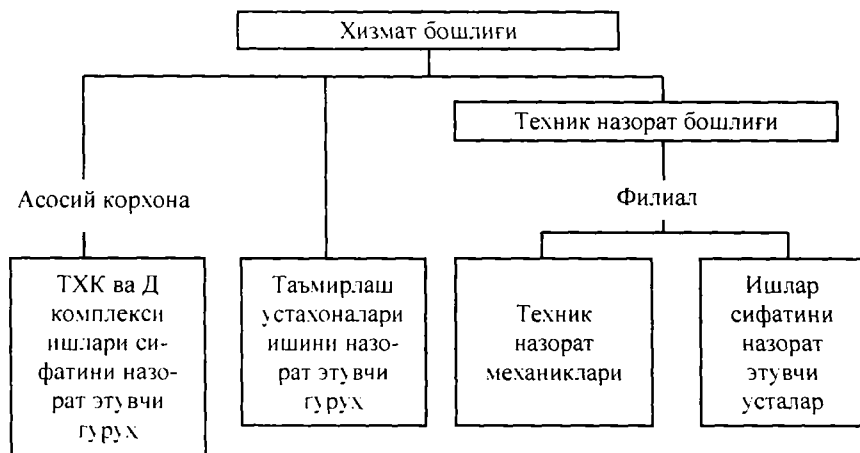 Хизмат бошлиғи
Техник назорат бошлиғи
Асосий корхона
Филиал
ТХК ва Д
комплекси
ишлари си-
фатини назо-
рат этувчи
гурух
Таъмирлаш
устахоналари
ишини назо-
рат этувчи
гурух
Техник
назорат
механиклари
Ишлар
сифатини
назорат
этувчи
усталар